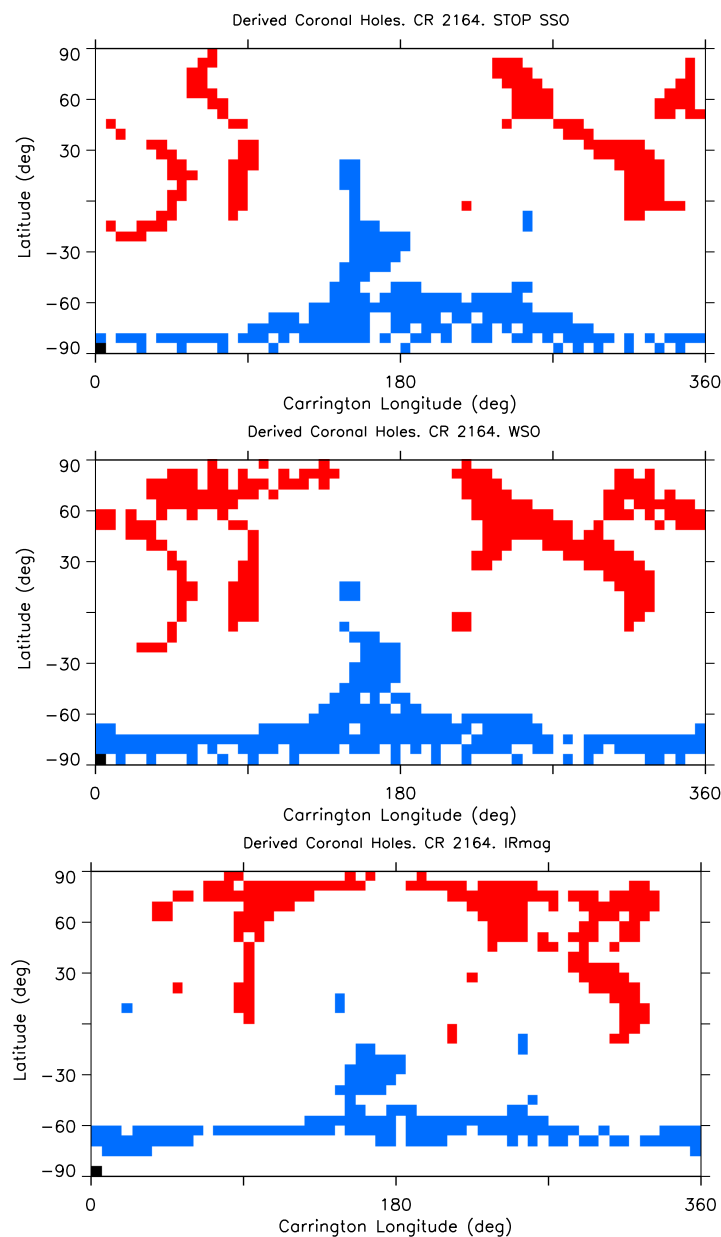 Derived Coronal Holes. CR 2164. STOP SSO
90
60
30
−30
−60
−90
Latitude (deg)
0 180 360
Carrington Longitude (deg)
Derived Coronal Holes. CR 2164. WSO
90
60
30
−30
−60
−90
Latitude (deg)
0 180 360
Carrington Longitude (deg)
Derived Coronal Holes. CR 2164. IRmag
90
60
30
−30
−60
−90
Latitude (deg)
0 180 360
Carrington Longitude (deg)